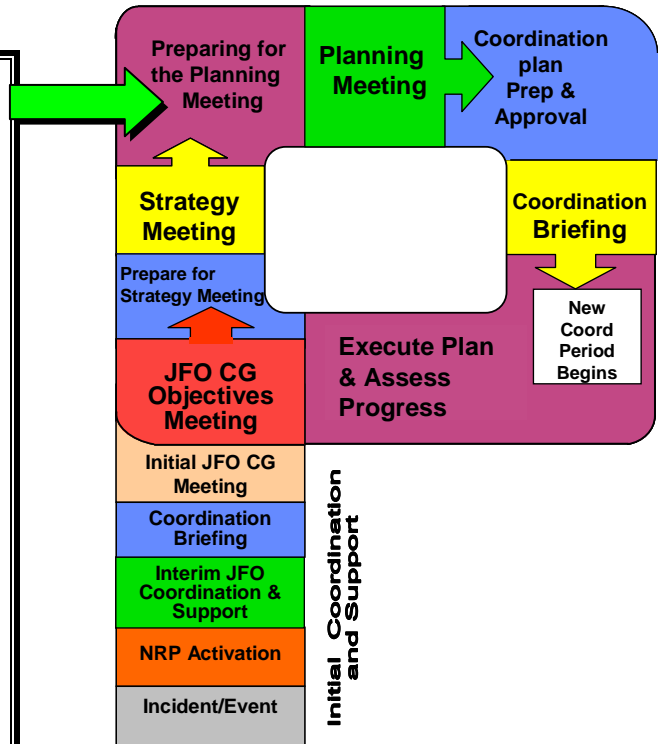 Preparing for
the Planning
Meeting
Planning
Meeting
Coordination
plan
Prep &
Approval
Strategy
Meeting
Coordination
Briefing
Prepare for
Strategy Meeting
New
Coord
Period
Begins
JFO CG
Objectives
Meeting
Execute Plan
& Assess
Progress
Initial JFO CG
Meeting
Coordination
Briefing
Interim JFO
Coordination &
Support
NRP Activation
Incident/Event
Initial Coordination
and Support